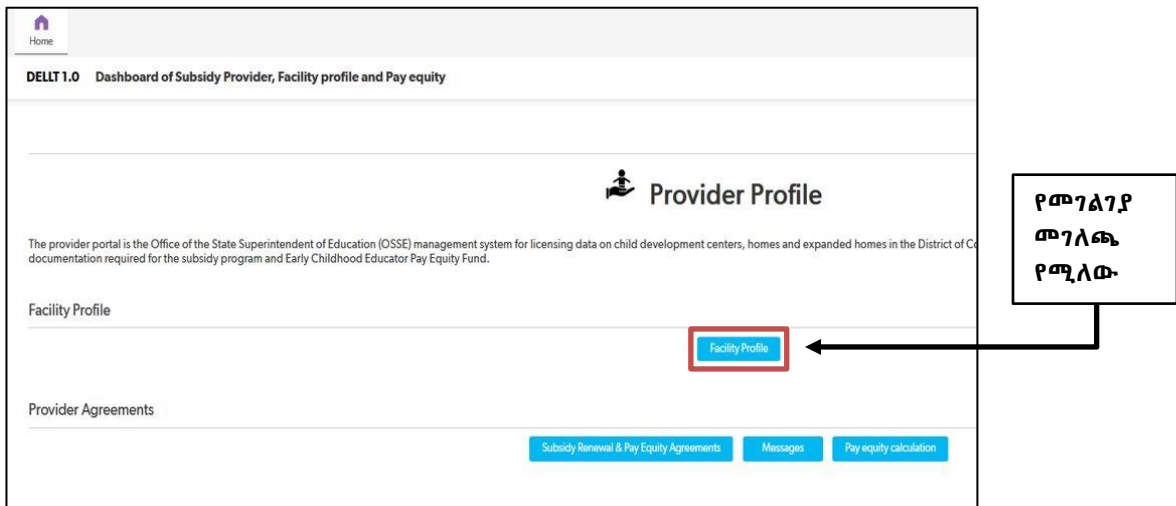 Home
DELLT 1.0 Dashboard of Subsidy Provider, Facility profile and Pay equity
Provider Profile
የመገልገያ
መገለጫ
የሚለው
The provider portal is the Office of the State Superintendent of Education (OSSE) management system for licensing data on child development centers, homes and expanded homes in the District of
documentation required for the subsidy program and Early Childhood Educator Pay Equity Fund.
Facility Profile
Facility Profile
Provider Agreements
Subsidy Renewal & Pay Equity Agreements Messages Pay equity calculation